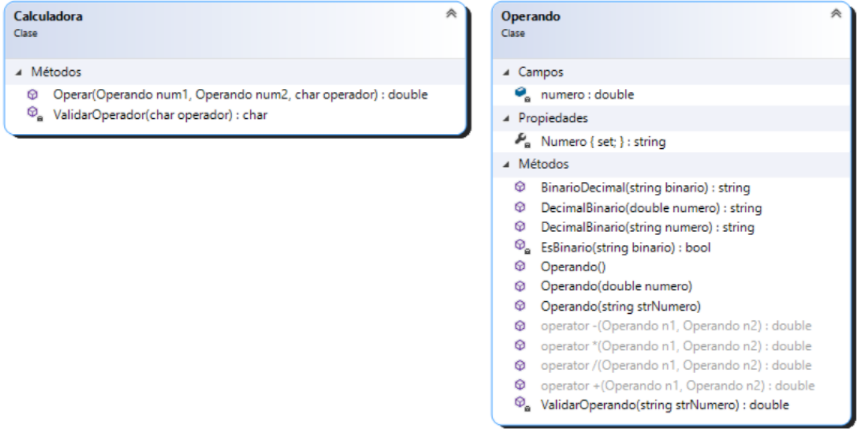 Calculadora
Clase
Métodos
Operar(Operando num1, Operando num2, char operador) : double
ValidarOperador(char operador) : char
Operando
Clase
Campos
numero : double
Propiedades
Numero { set; } : string
Métodos
BinarioDecimal(string binario) : string
DecimalBinario(double numero) : string
DecimalBinario(string numero) : string
EsBinario(string binario) : bool
Operando()
Operando(double numero)
Operando(string strNumero)
operator -(Operando n1, Operando n2) : double
operator *(Operando n1, Operando n2) : double
operator /(Operando n1, Operando n2) : double
operator +(Operando n1, Operando n2) : double
ValidarOperando(string strNumero) : double